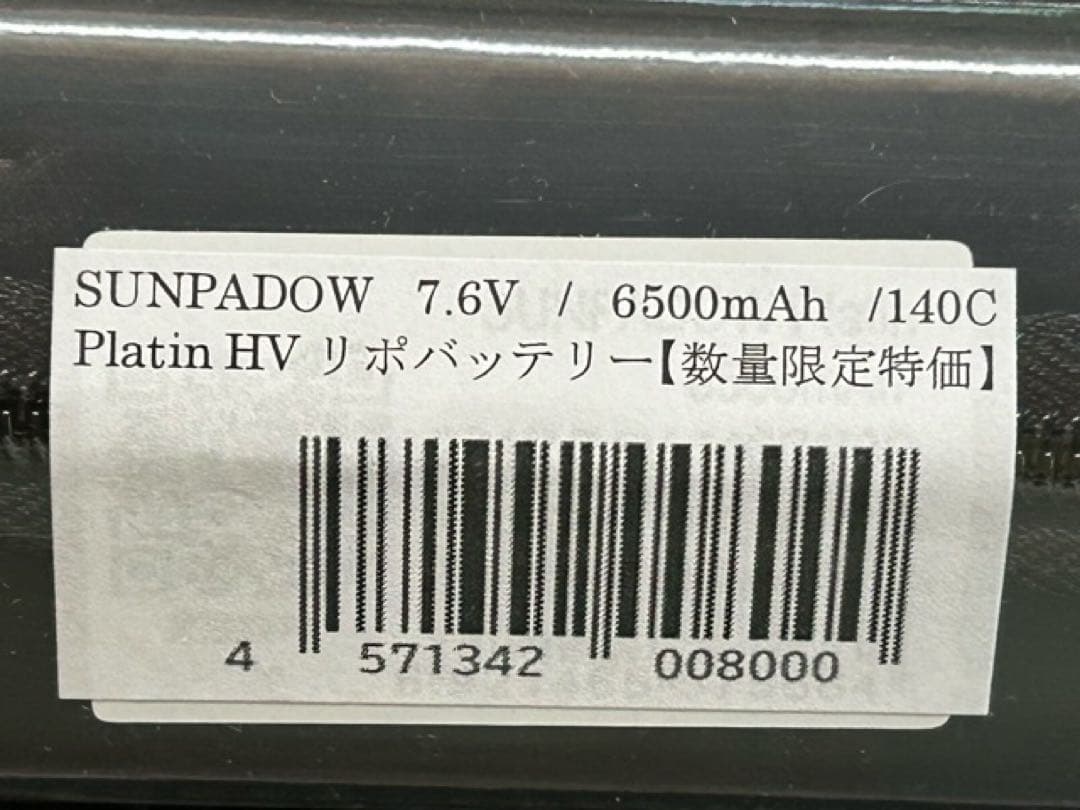 SUNPADOW 7.6V / 6500mAh /140C
Platin HV リポバッテリー【数量限定特価】
4 571342 008000